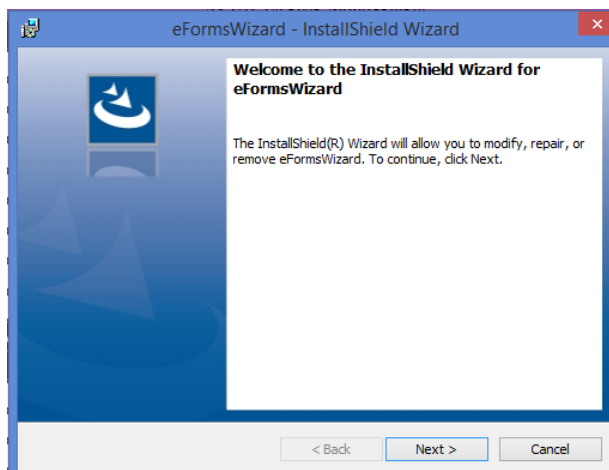 eFormsWizard - InstallShield Wizard
Welcome to the InstallShield Wizard for
eFormsWizard
The InstallShield(R) Wizard will allow you to modify, repair, or
remove eFormsWizard. To continue, click Next.
< Back
Next >
Cancel